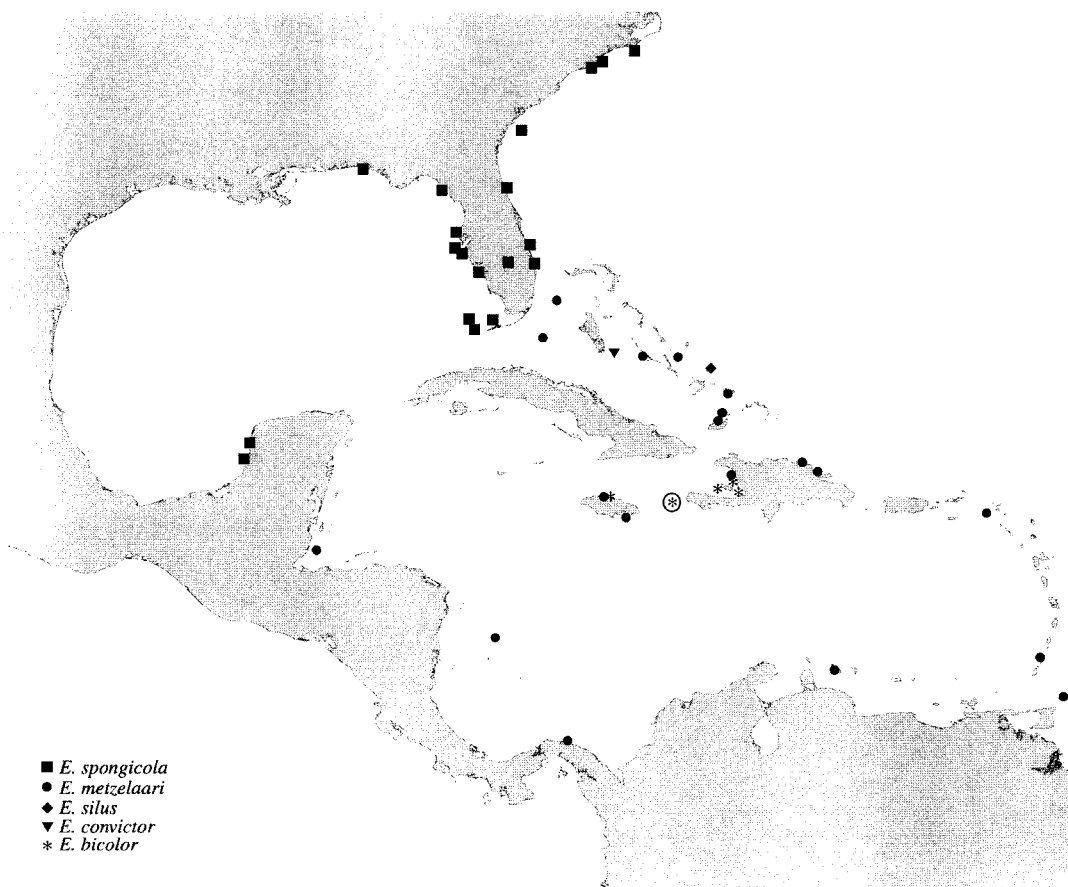 ■ E. spongicola
● E. metzelaari
◆ E. silus
▼ E. convictor
* E. bicolor